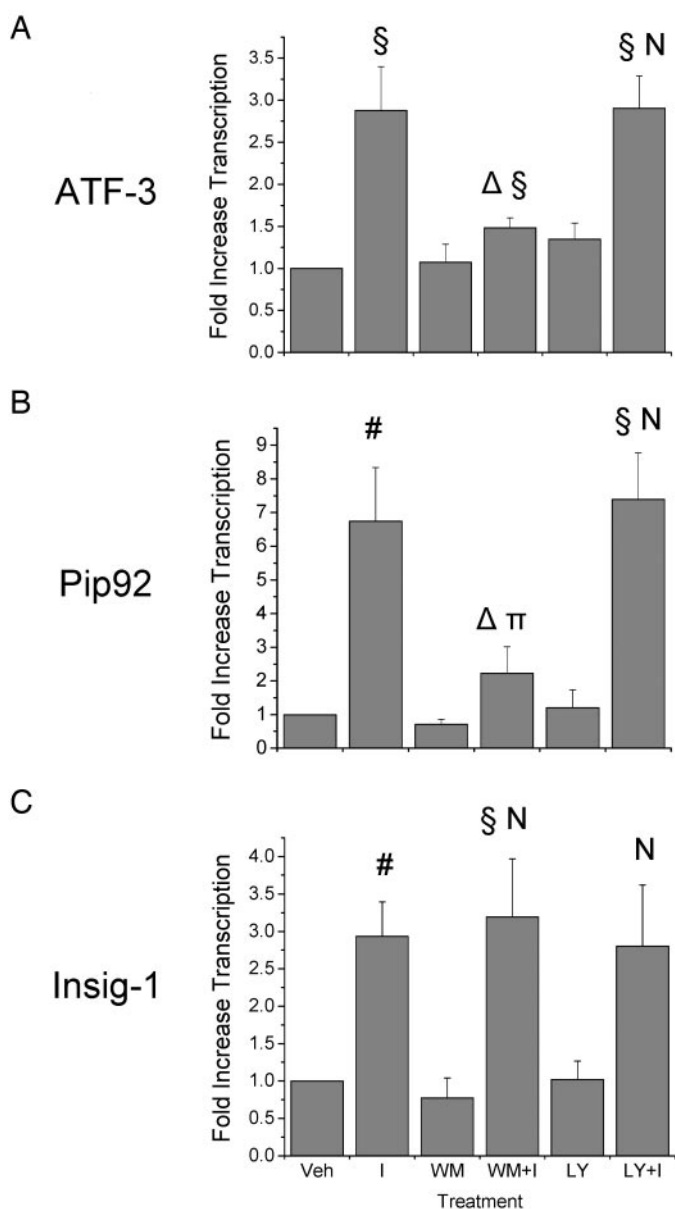 A
ATF-3
Fold Increase Transcription
3.5
3.0
2.5
2.0
1.5
1.0
0.5
0.0
§
Δ §
§ N
B
Pip92
Fold Increase Transcription
9
8
7
6
5
4
3
2
1
0
#
Δ π
§ N
C
Insig-1
Fold Increase Transcription
4.0
3.5
3.0
2.5
2.0
1.5
1.0
0.5
0.0
#
§ N
N
Veh I WM WM+I LY LY+I
Treatment